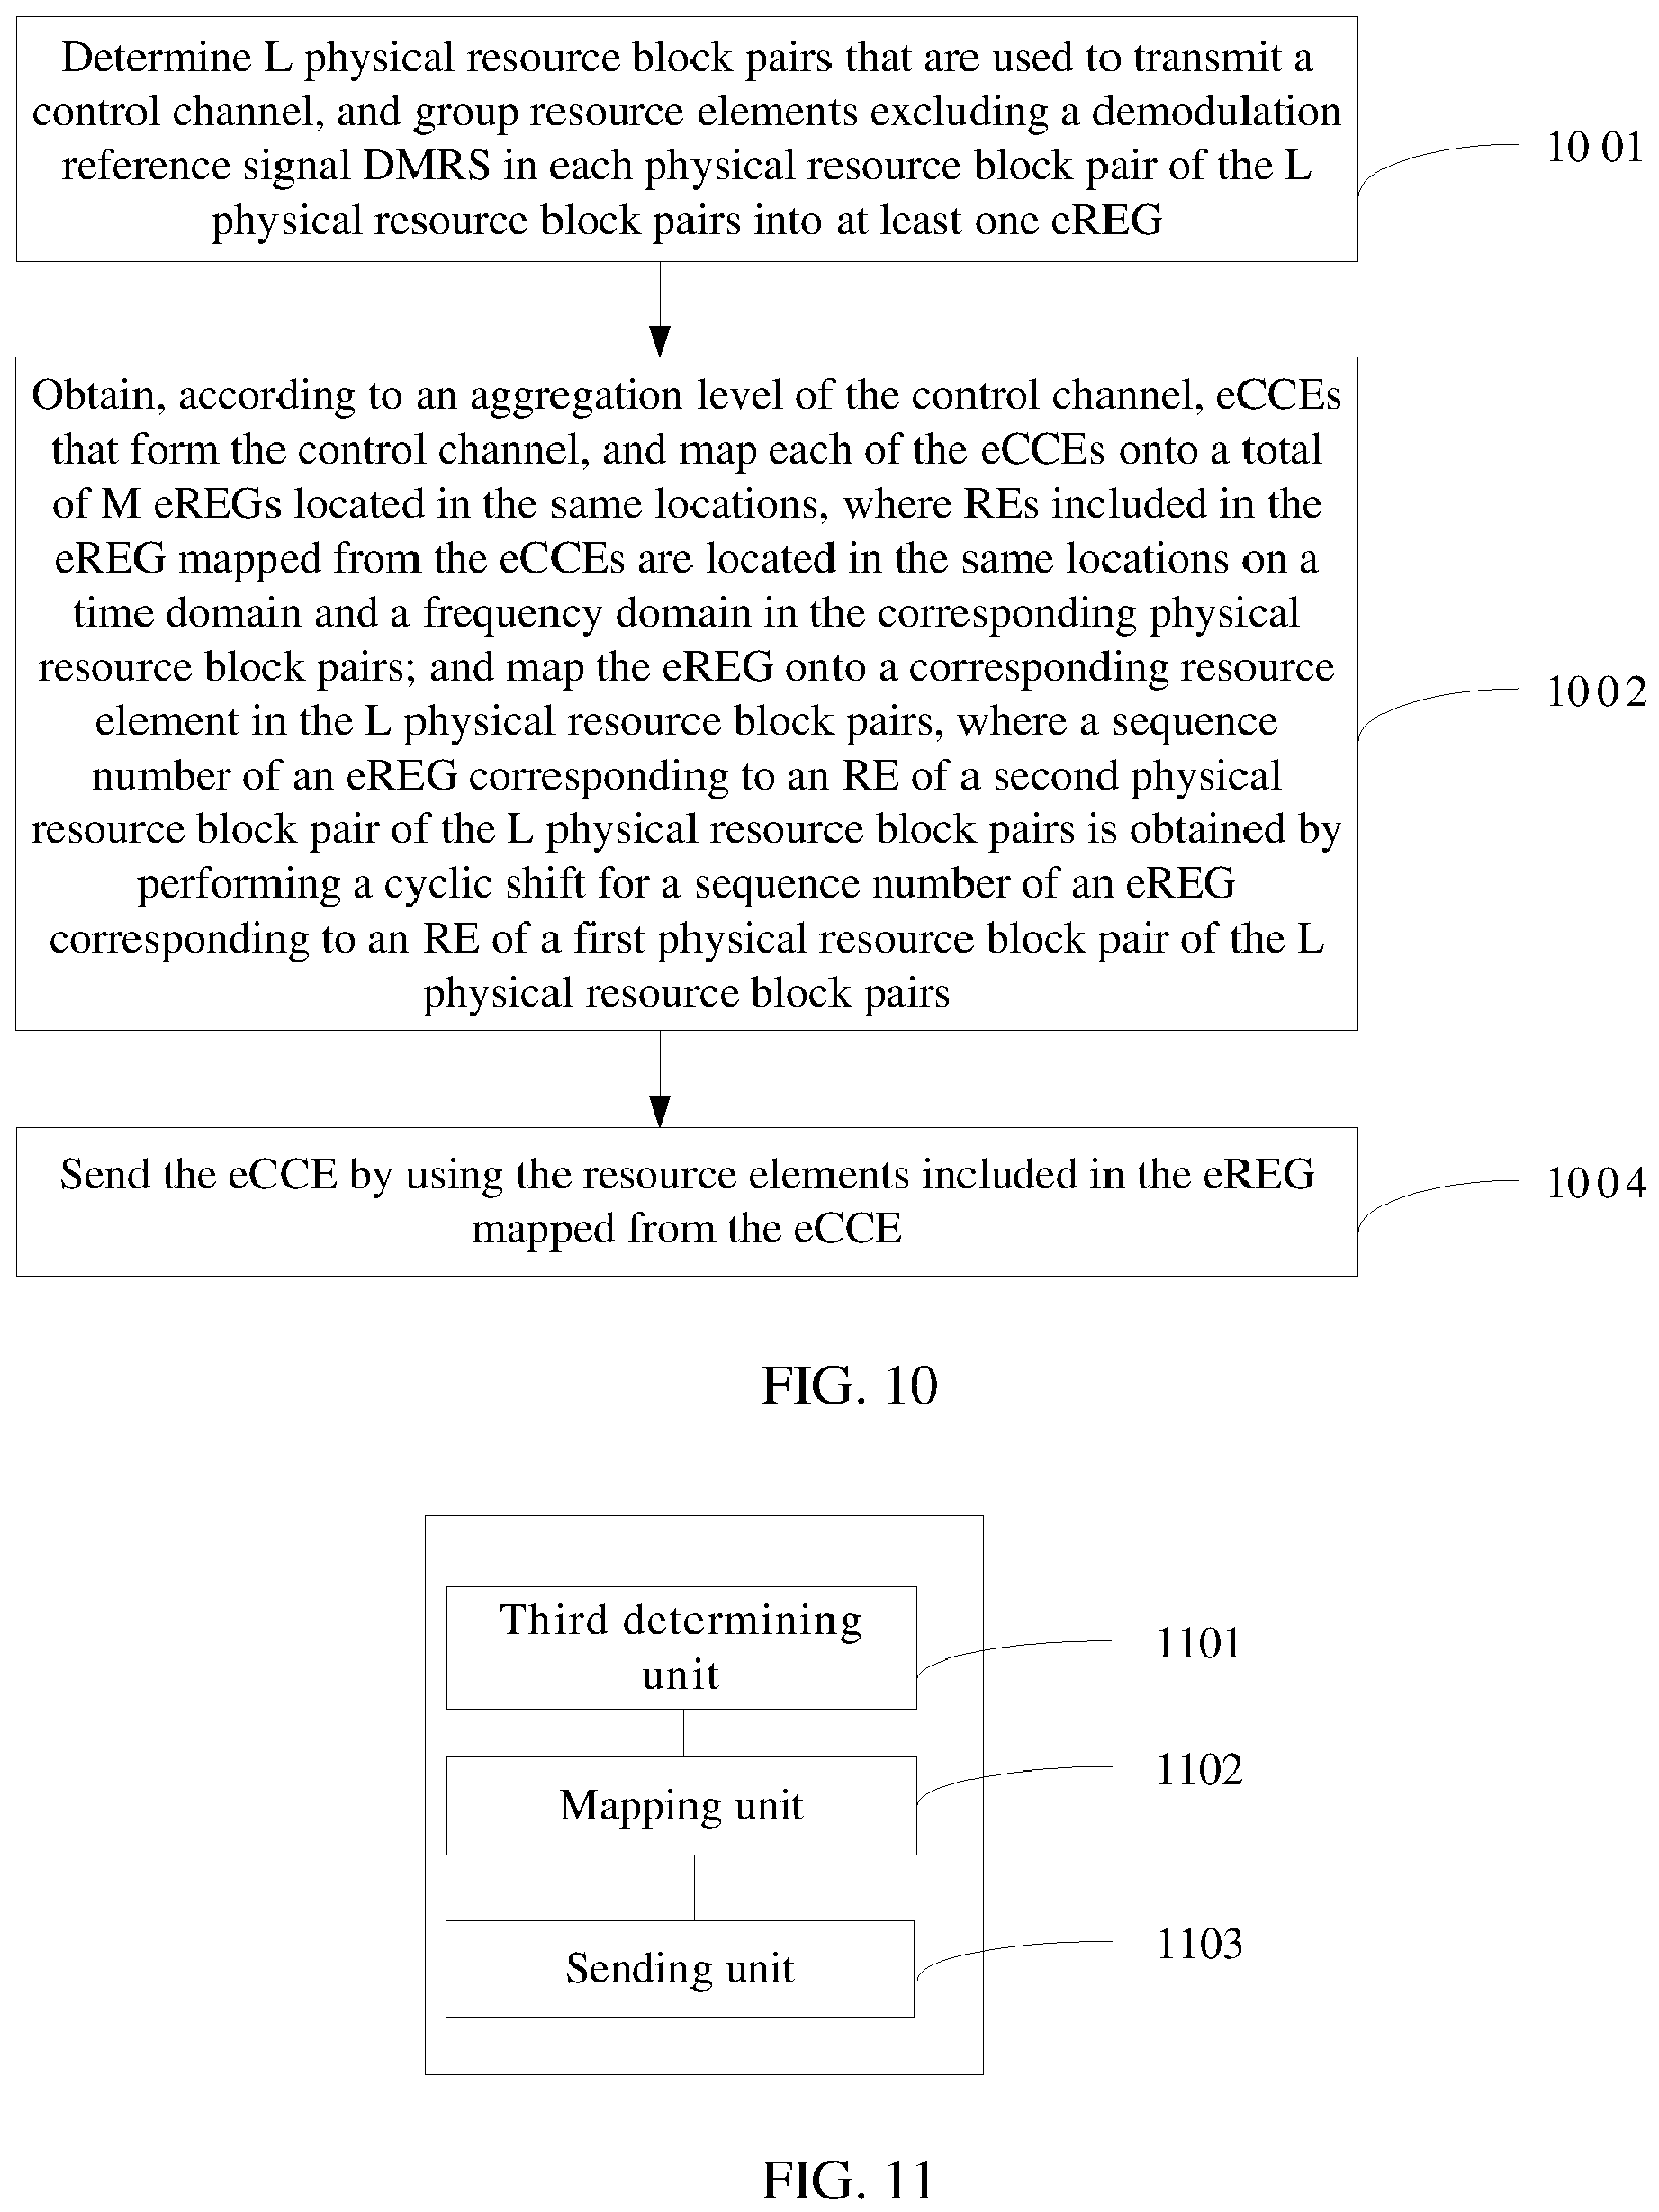 Determine L physical resource block pairs that are used to transmit a
control channel, and group resource elements excluding a demodulation
reference signal DMRS in each physical resource block pair of the L
physical resource block pairs into at least one eREG
1001
Obtain, according to an aggregation level of the control channel, eCCEs
that form the control channel, and map each of the eCCEs onto a total
of M eREGs located in the same locations, where REs included in the
eREG mapped from the eCCEs are located in the same locations on a
time domain and a frequency domain in the corresponding physical
resource block pairs; and map the eREG onto a corresponding resource
element in the L physical resource block pairs, where a sequence
number of an eREG corresponding to an RE of a second physical
resource block pair of the L physical resource block pairs is obtained by
performing a cyclic shift for a sequence number of an eREG
corresponding to an RE of a first physical resource block pair of the L
physical resource block pairs
1002
Send the eCCE by using the resource elements included in the eREG
mapped from the eCCE
1004
FIG. 10
Third determining
unit
1101
Mapping unit
1102
Sending unit
1103
FIG. 11